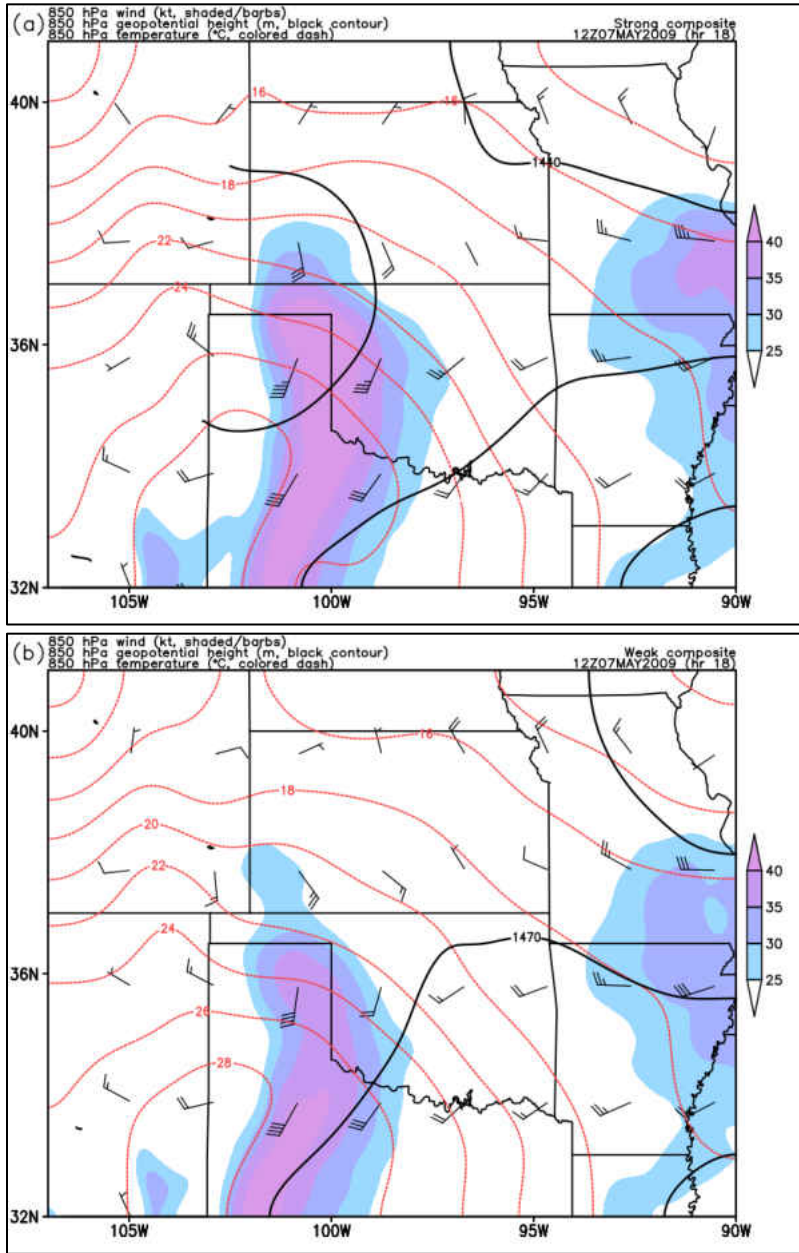 (a) 850 hPa wind (kt, shaded/barbs)
850 hPa geopotential height (m, black contour) Strong composite
850 hPa temperature (°C, colored dash) 12Z07MAY2009 (hr 18)
40N
36N
32N
105W 100W 95W 90W
16
16
18
22
24
1440
40
35
30
25
(b) 850 hPa wind (kt, shaded/barbs)
850 hPa geopotential height (m, black contour) Weak composite
850 hPa temperature (°C, colored dash) 12Z07MAY2009 (hr 18)
40N
36N
32N
105W 100W 95W 90W
16
18
20
22
24
26
28
1470
40
35
30
25